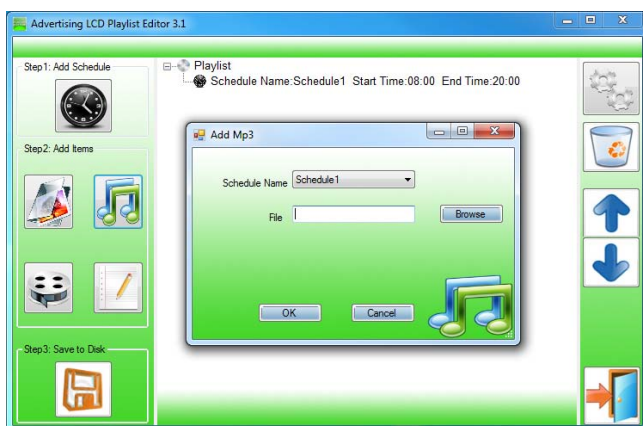 Advertising LCD Playlist Editor 3.1
Step1: Add Schedule
Playlist
Schedule Name:Schedule1 Start Time:08:00 End Time:20:00
Step2: Add Items
Add Mp3
Schedule Name
Schedule1
File
Browse
OK
Cancel
Step3: Save to Disk